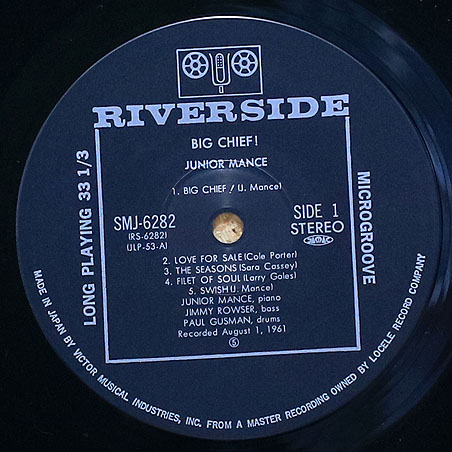 RIVERSIDE
BIG CHIEF!
JUNIOR MANCE
1. BIG CHIEF / (J. Mance)
SMJ-6282
(RS-6282)
(ULP-53-A)
SIDE 1
STEREO
2. LOVE FOR SALE (Cole Porter)
3. THE SEASONS (Sara Cassey)
4. FILET OF SOUL (Larry Gales)
5. SWISH (J. Mance)
JUNIOR MANCE, piano
JIMMY ROWSER, bass
PAUL GUSMAN, drums
Recorded August 1, 1961
LONG PLAYING 33 1/3
MICROGROOVE
MADE IN JAPAN BY VICTOR MUSICAL INDUSTRIES, INC. FROM A MASTER RECORDING OWNED BY LOCELE RECORD COMPANY